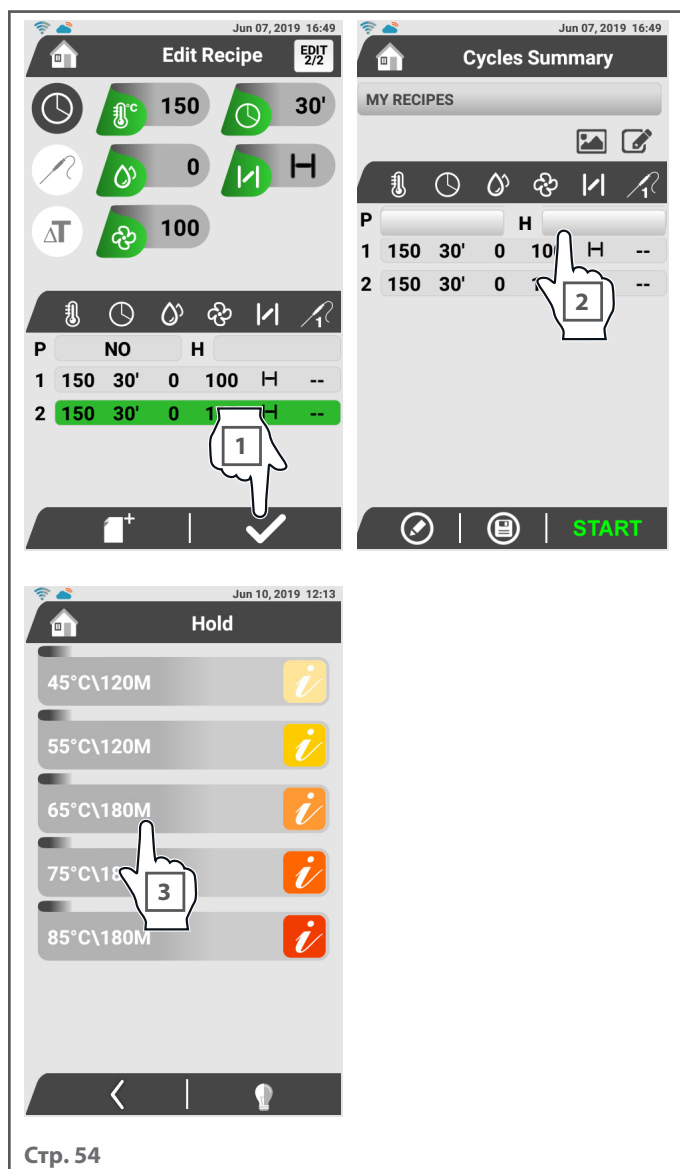 Jun 07, 2019 16:49
Edit Recipe
EDIT
2/2
°C
150
30'
0
ΔT
100
1
P NO H
1 150 30' 0 100 --
2 150 30' 0 --
1
+
Jun 07, 2019 16:49
Cycles Summary
MY RECIPES
1
P H
1 150 30' 0 --
2 150 30' 0 --
2
START
Jun 10, 2019 12:13
Hold
45°C\120M i
55°C\120M i
65°C\180M i
75°C\18 i
3
85°C\180M i
Стр. 54